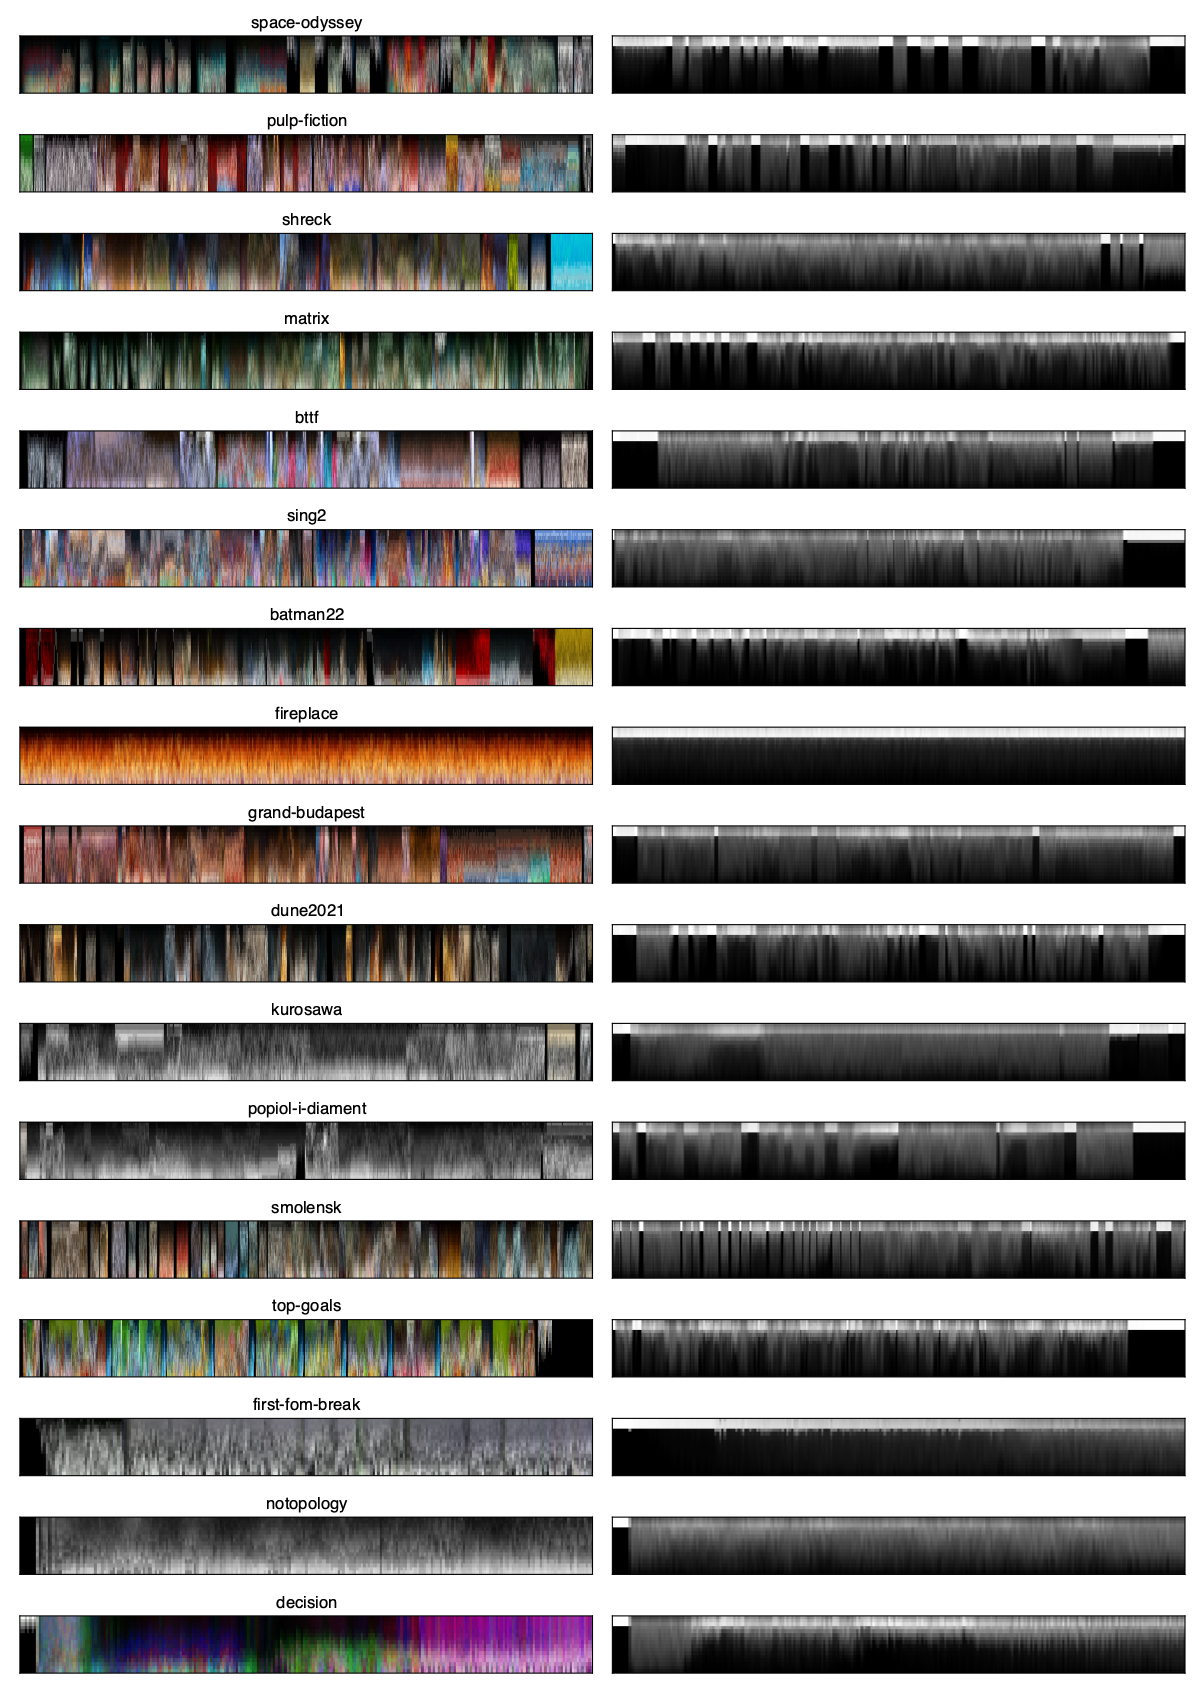 space-odyssey
pulp-fiction
shreck
matrix
bttf
sing2
batman22
fireplace
grand-budapest
dune2021
kurosawa
popiol-i-diament
smolensk
top-goals
first-fom-break
notopology
decision